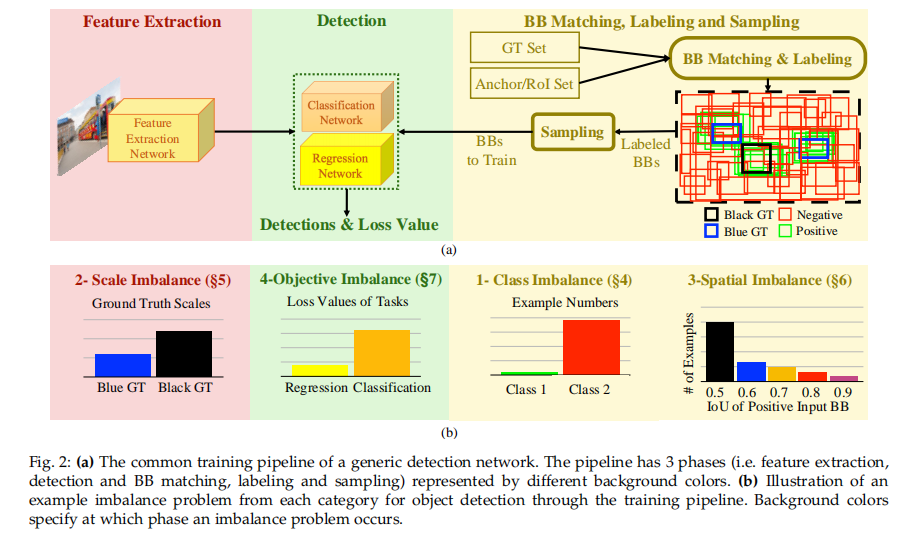 Feature Extraction
Detection
BB Matching, Labeling and Sampling
GT Set
Anchor/RoI Set
BB Matching & Labeling
Feature
Extraction
Network
Classification
Network
Regression
Network
BBs
to Train
Sampling
Labeled
BBs
Detections & Loss Value
Black GT
Negative
Blue GT
Positive
(a)
2- Scale Imbalance (§5)
Ground Truth Scales
Blue GT
Black GT
4-Objective Imbalance (§7)
Loss Values of Tasks
Regression
Classification
1- Class Imbalance (§4)
Example Numbers
Class 1
Class 2
3-Spatial Imbalance (§6)
# of Examples
0.5 0.6 0.7 0.8 0.9
IoU of Positive Input BB
(b)
Fig. 2: (a) The common training pipeline of a generic detection network. The pipeline has 3 phases (i.e. feature extraction,
detection and BB matching, labeling and sampling) represented by different background colors. (b) Illustration of an
example imbalance problem from each category for object detection through the training pipeline. Background colors
specify at which phase an imbalance problem occurs.